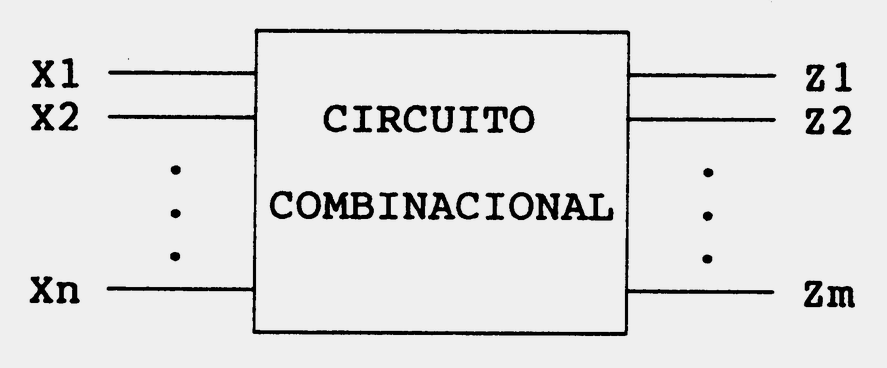 X1
X2
Xn
CIRCUITO
COMBINACIONAL
Z1
Z2
Zm